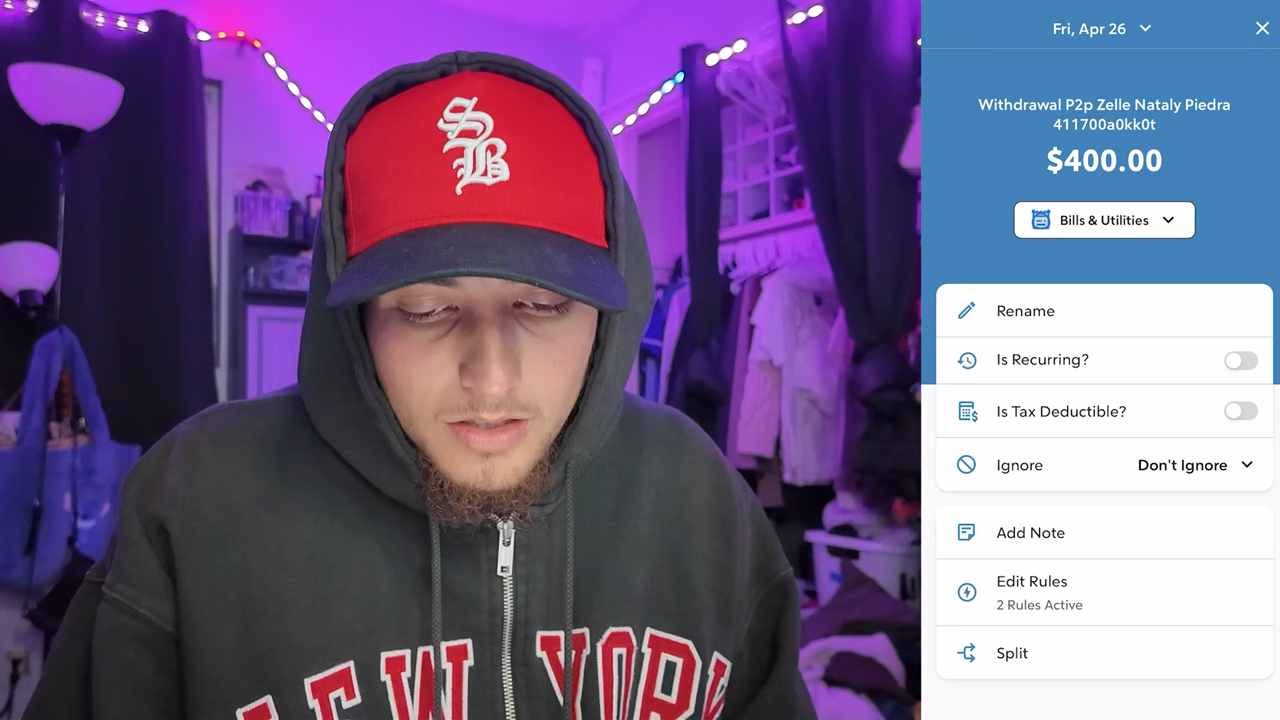 SB
NEW YORK
Fri, Apr 26
Withdrawal P2p Zelle Nataly Piedra
411700a0kk0t
$400.00
Bills & Utilities
Rename
Is Recurring?
Is Tax Deductible?
Ignore
Don't Ignore
Add Note
Edit Rules
2 Rules Active
Split